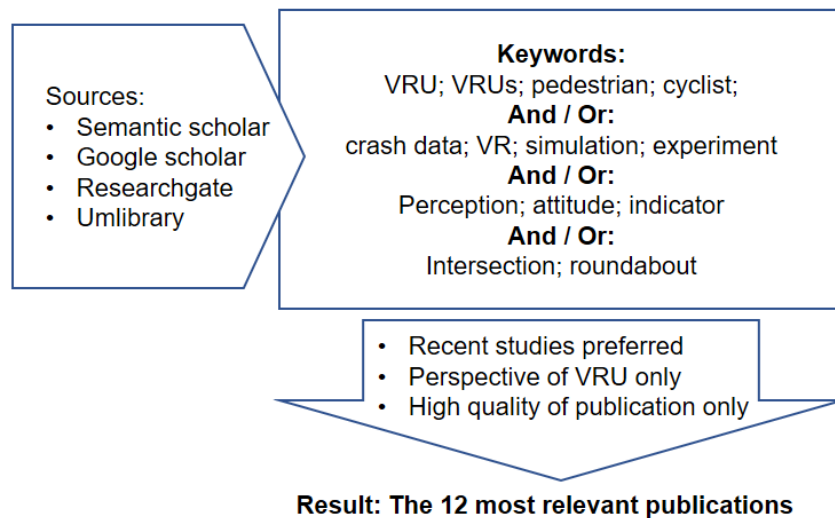 Sources:
• Semantic scholar
• Google scholar
• Researchgate
• Umlibrary
Keywords:
VRU; VRUs; pedestrian; cyclist;
And / Or:
crash data; VR; simulation; experiment
And / Or:
Perception; attitude; indicator
And / Or:
Intersection; roundabout
• Recent studies preferred
• Perspective of VRU only
• High quality of publication only
Result: The 12 most relevant publications